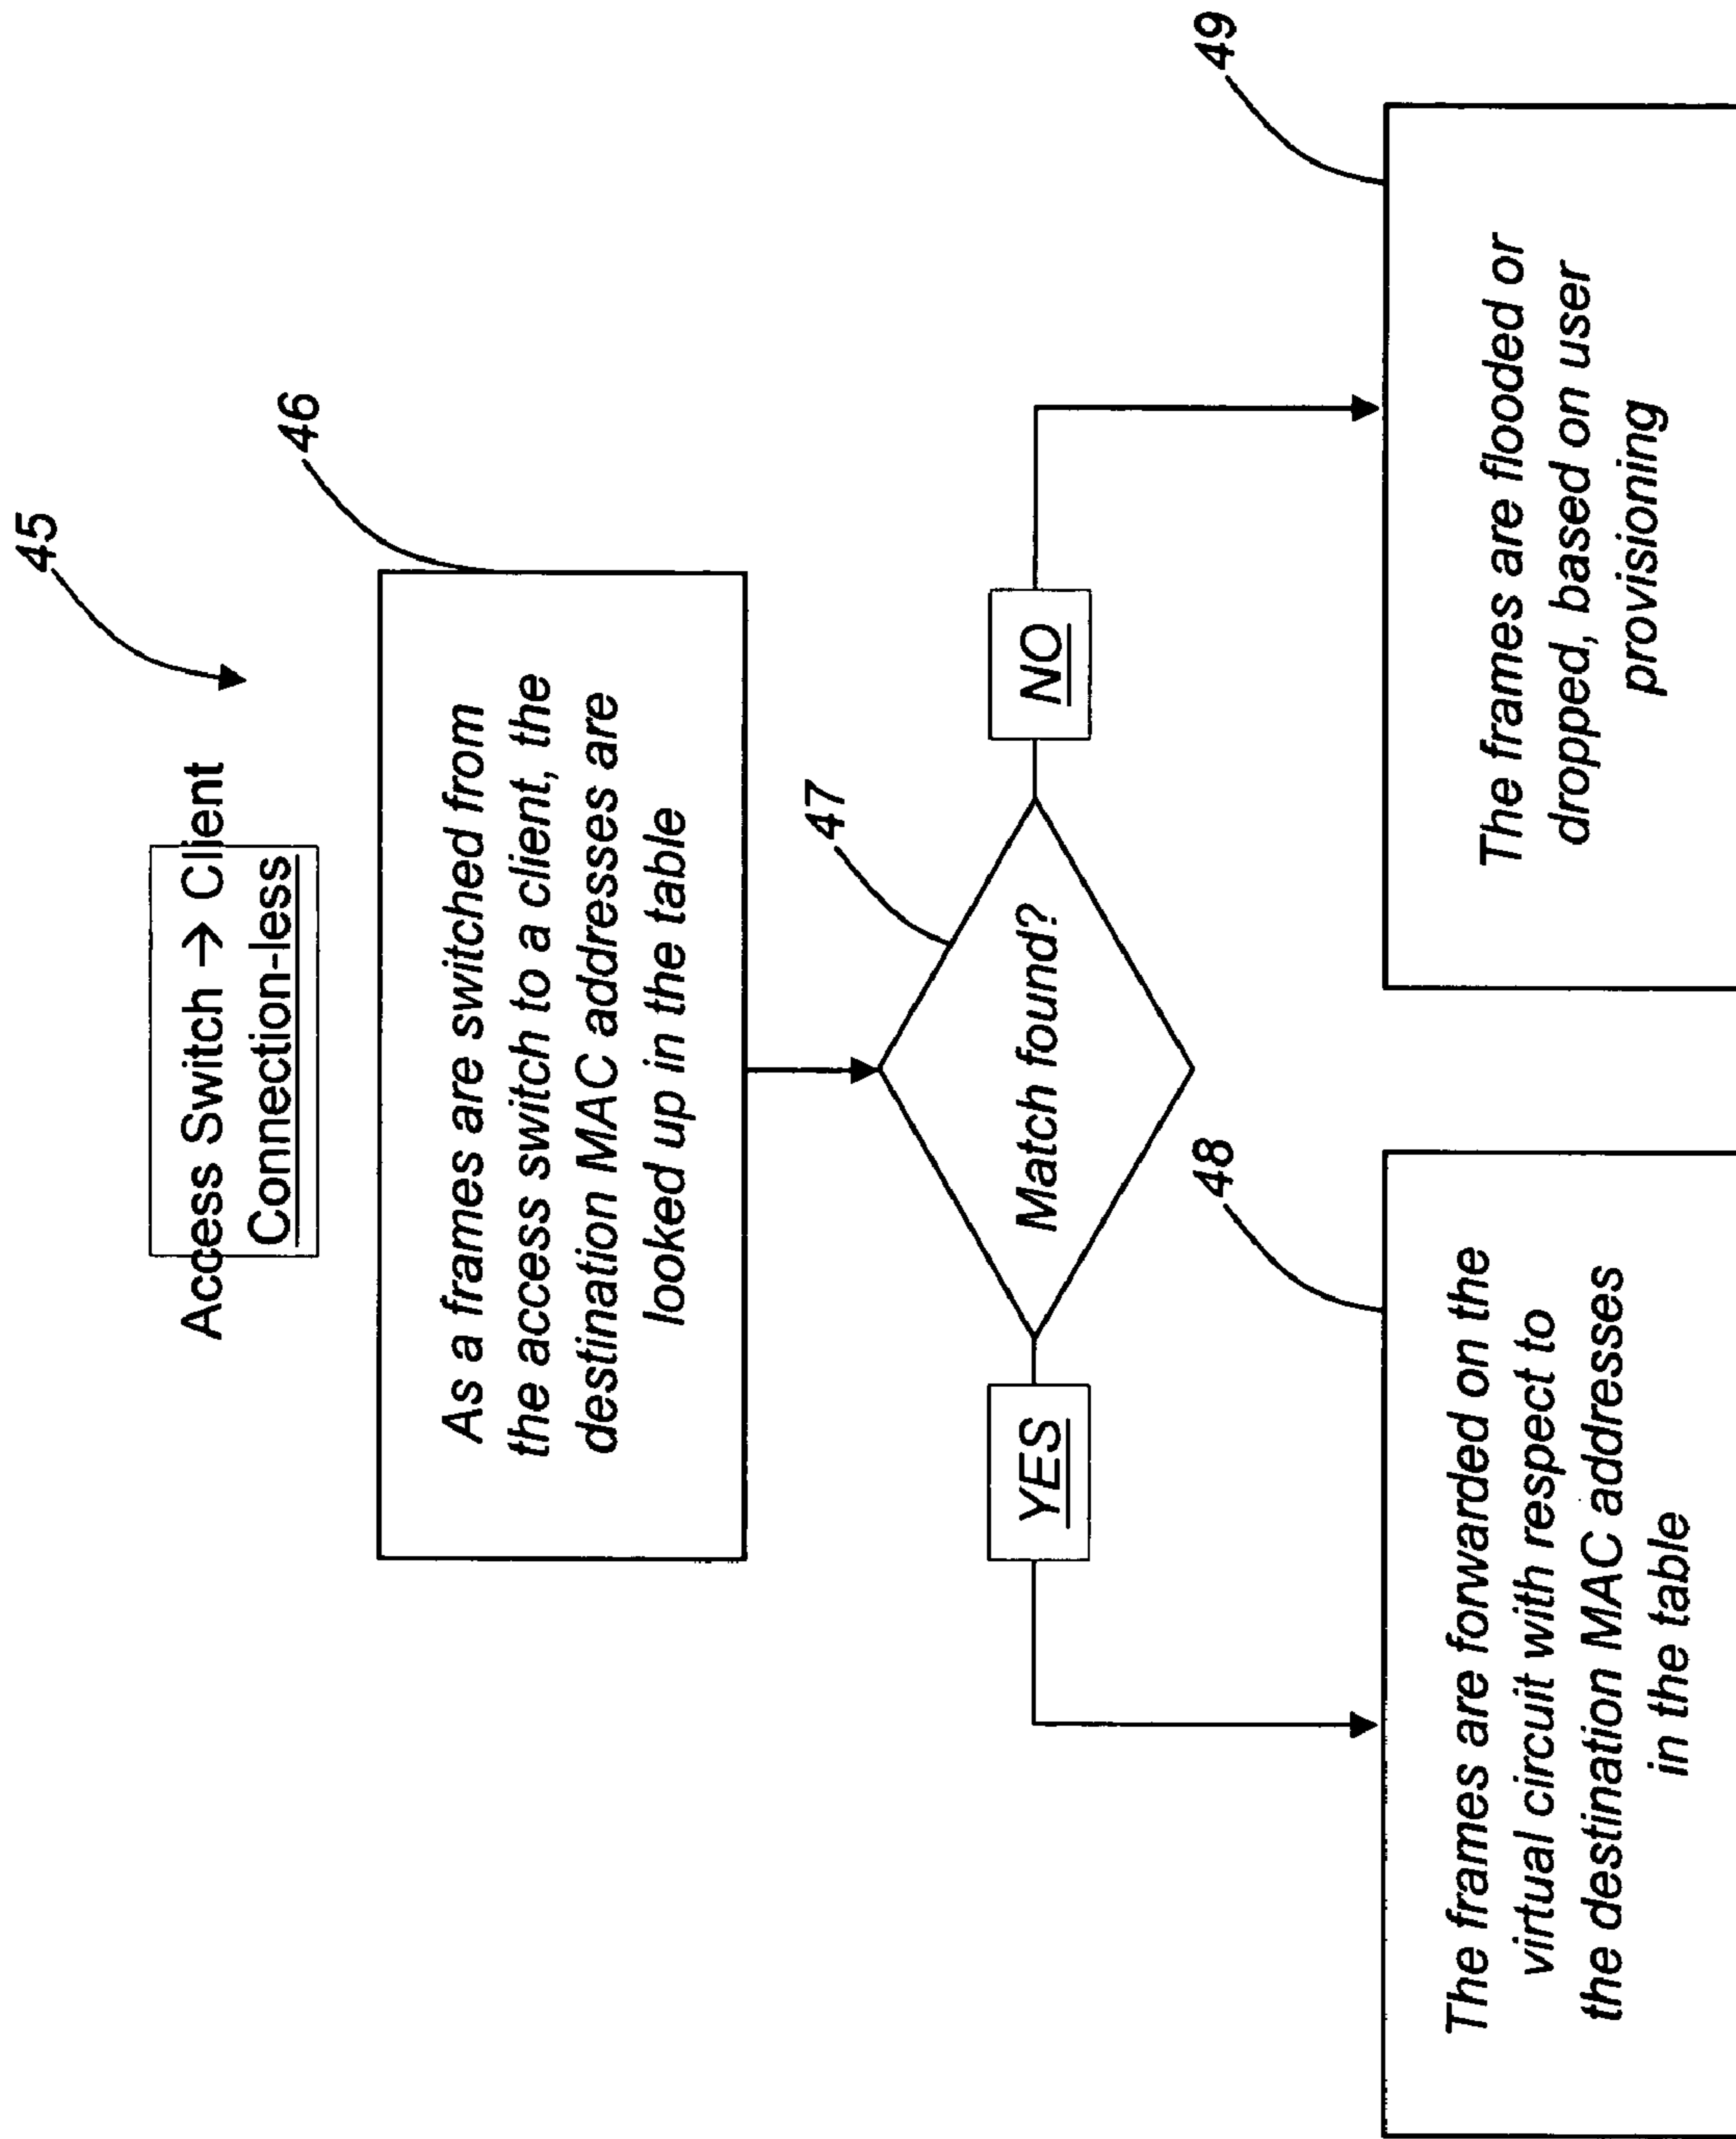 45
Access Switch → Client
Connection-less
46
As a frames are switched from
the access switch to a client, the
destination MAC addresses are
looked up in the table
47
Match found?
YES
NO
48
The frames are forwarded on the
virtual circuit with respect to
the destination MAC addresses
in the table
49
The frames are flooded or
dropped, based on user
provisioning